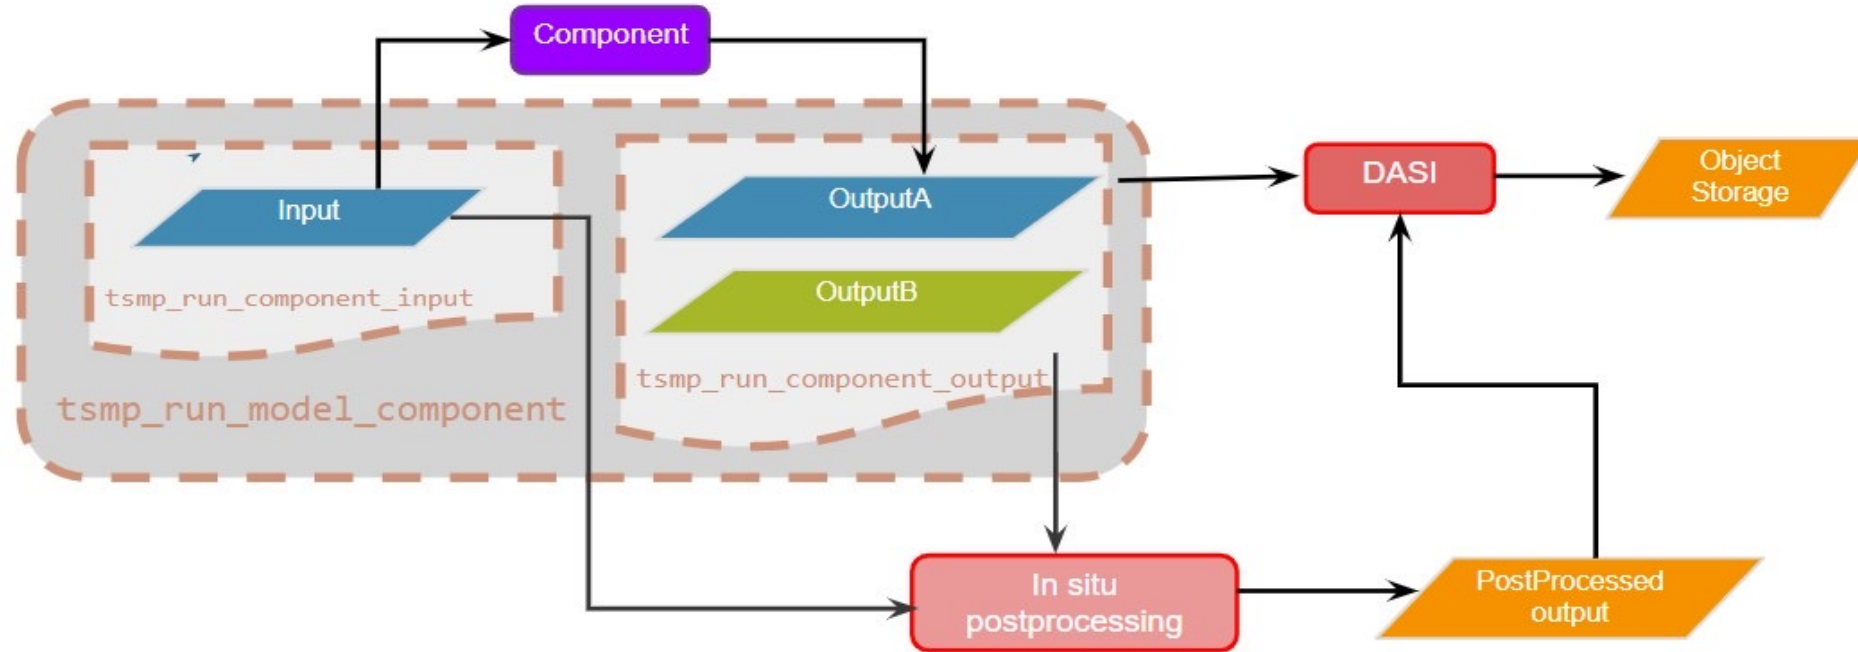 Component
Input
tsmp_run_component_input
tsmp_run_model_component
OutputA
OutputB
tsmp_run_component_output
DASI
Object
Storage
In situ
postprocessing
PostProcessed
output